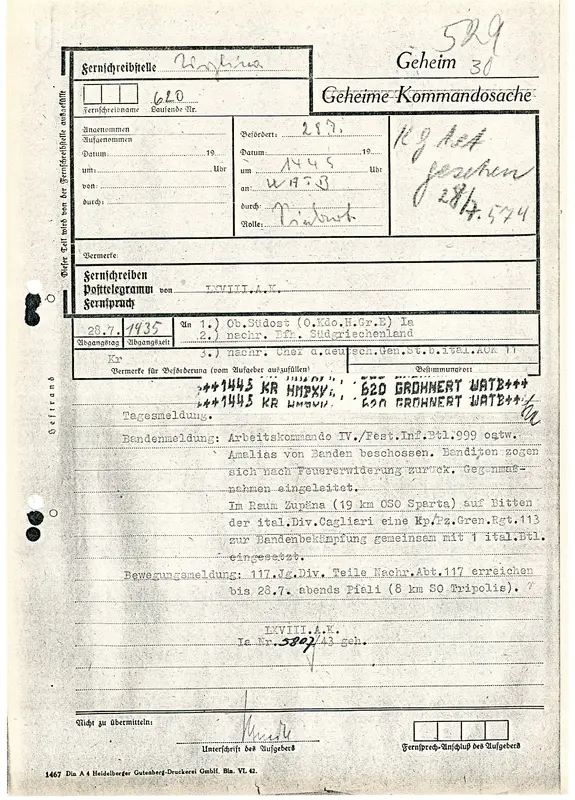 529
Geheim 30
Fernschreibstelle
Geheime Kommandosache
620
Fernschreibname Laufende Nr.
Dieser Teil wird von der Fernschreibstelle ausgefüllt
Angenommen
Aufgenommen
Datum: 19
um: Uhr
von:
durch:
Befördert: 28.7.
Datum: 19
um 1445 Uhr
an: WATB
durch:
Rolle:
gesehen
28/7. 574
Vermerke:
Fernschreiben
Posttelegramm von LXVIII.A.K.
Fernspruch
28.7. 1435
Abgangstag Abgangszeit
An 1.) Ob.Südost (O.Kdo.H.Gr.E) Ia
2.) nachr. Bfh. Südgriechenland
3.) nachr. Chef d.deutsch.Gen.St.b.ital.AOK 11
Kr
Vermerke für Beförderung (vom Aufgeber auszufüllen) Bestimmungsort
+++1445 KR HMPXV 620 GROHNERT WATB+++
+++1445 KR 620 GROHNERT WATB+++
Heftrand
Tagesmeldung.
Bandenmeldung: Arbeitskommando IV./Fest.Inf.Btl.999 ostw.
Amalias von Banden beschossen. Banditen zogen
sich nach Feuererwiderung zurück. Gegenmaß-
nahmen eingeleitet.
Im Raum Zupäna (19 km OSO Sparta) auf Bitten
der ital.Div.Cagliari eine Kp/Pz.Gren.Rgt.113
zur Bandenbekämpfung gemeinsam mit 1 ital.Btl.
eingesetzt.
Bewegungsmeldung: 117.Jg.Div. Teile Nachr.Abt.117 erreichen
bis 28.7. abends Piali (8 km SO Tripolis).
LXVIII.A.K.
Ia Nr. 5807/43 geh.
Nicht zu übermitteln:
Unterschrift des Aufgebers
Fernsprech-Anschluß des Aufgebers
1467 Din A 4 Heidelberger Gutenberg-Druckerei GmbH. Bln. VI. 42.